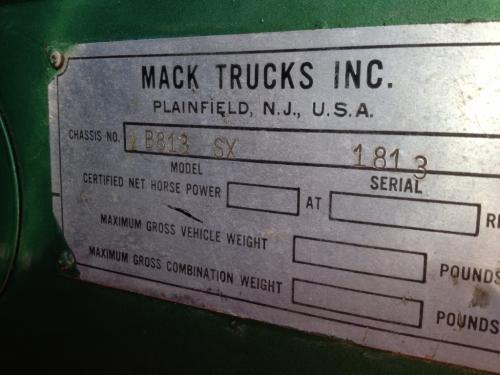 MACK TRUCKS INC.
PLAINFIELD, N.J., U.S.A.
CHASSIS NO. B813 SX 1813
MODEL SERIAL
CERTIFIED NET HORSE POWER AT
MAXIMUM GROSS VEHICLE WEIGHT POUNDS
MAXIMUM GROSS COMBINATION WEIGHT POUNDS